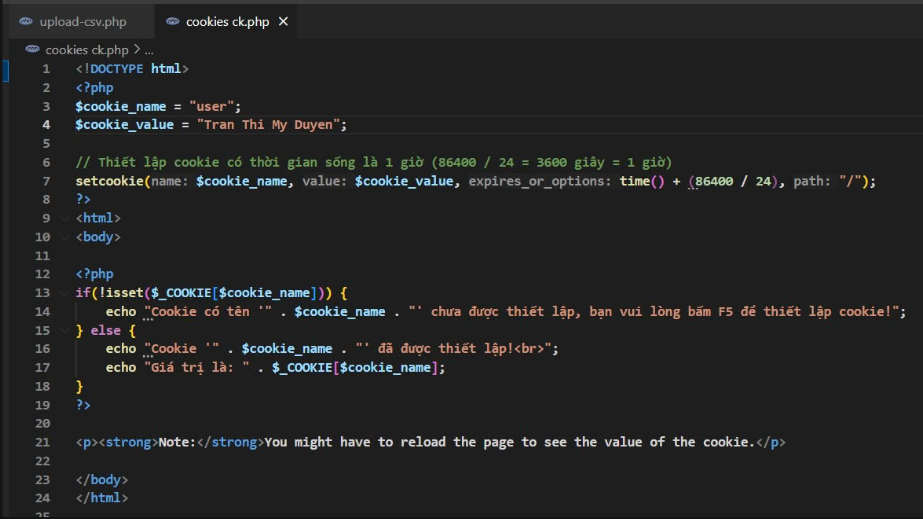 upload-csv.php cookies ck.php ×
cookies ck.php > ...
1 <!DOCTYPE html>
2 <?php
3 $cookie_name = "user";
4 $cookie_value = "Tran Thi My Duyen";
5
6 // Thiết lập cookie có thời gian sống là 1 giờ (86400 / 24 = 3600 giây = 1 giờ)
7 setcookie(name: $cookie_name, value: $cookie_value, expires_or_options: time() + (86400 / 24), path: "/");
8 ?>
9 <html>
10 <body>
11
12 <?php
13 if(!isset($_COOKIE[$cookie_name])) {
14 echo "Cookie có tên '" . $cookie_name . "' chưa được thiết lập, bạn vui lòng bấm F5 để thiết lập cookie!";
15 } else {
16 echo "Cookie '" . $cookie_name . "' đã được thiết lập!<br>";
17 echo "Giá trị là: " . $_COOKIE[$cookie_name];
18 }
19 ?>
20
21 <p><strong>Note:</strong>You might have to reload the page to see the value of the cookie.</p>
22
23 </body>
24 </html>
25